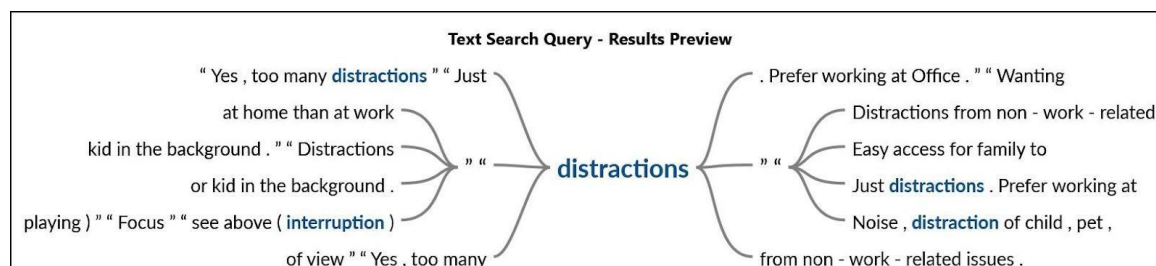 Text Search Query - Results Preview
“ Yes , too many distractions ” “ Just
at home than at work
kid in the background . ” “ Distractions
or kid in the background .
playing ) ” “ Focus ” “ see above ( interruption )
” “
of view ” “ Yes , too many
distractions
. Prefer working at Office . ” “ Wanting
” “
Distractions from non - work - related
Easy access for family to
Just distractions . Prefer working at
Noise , distraction of child , pet ,
from non - work - related issues .